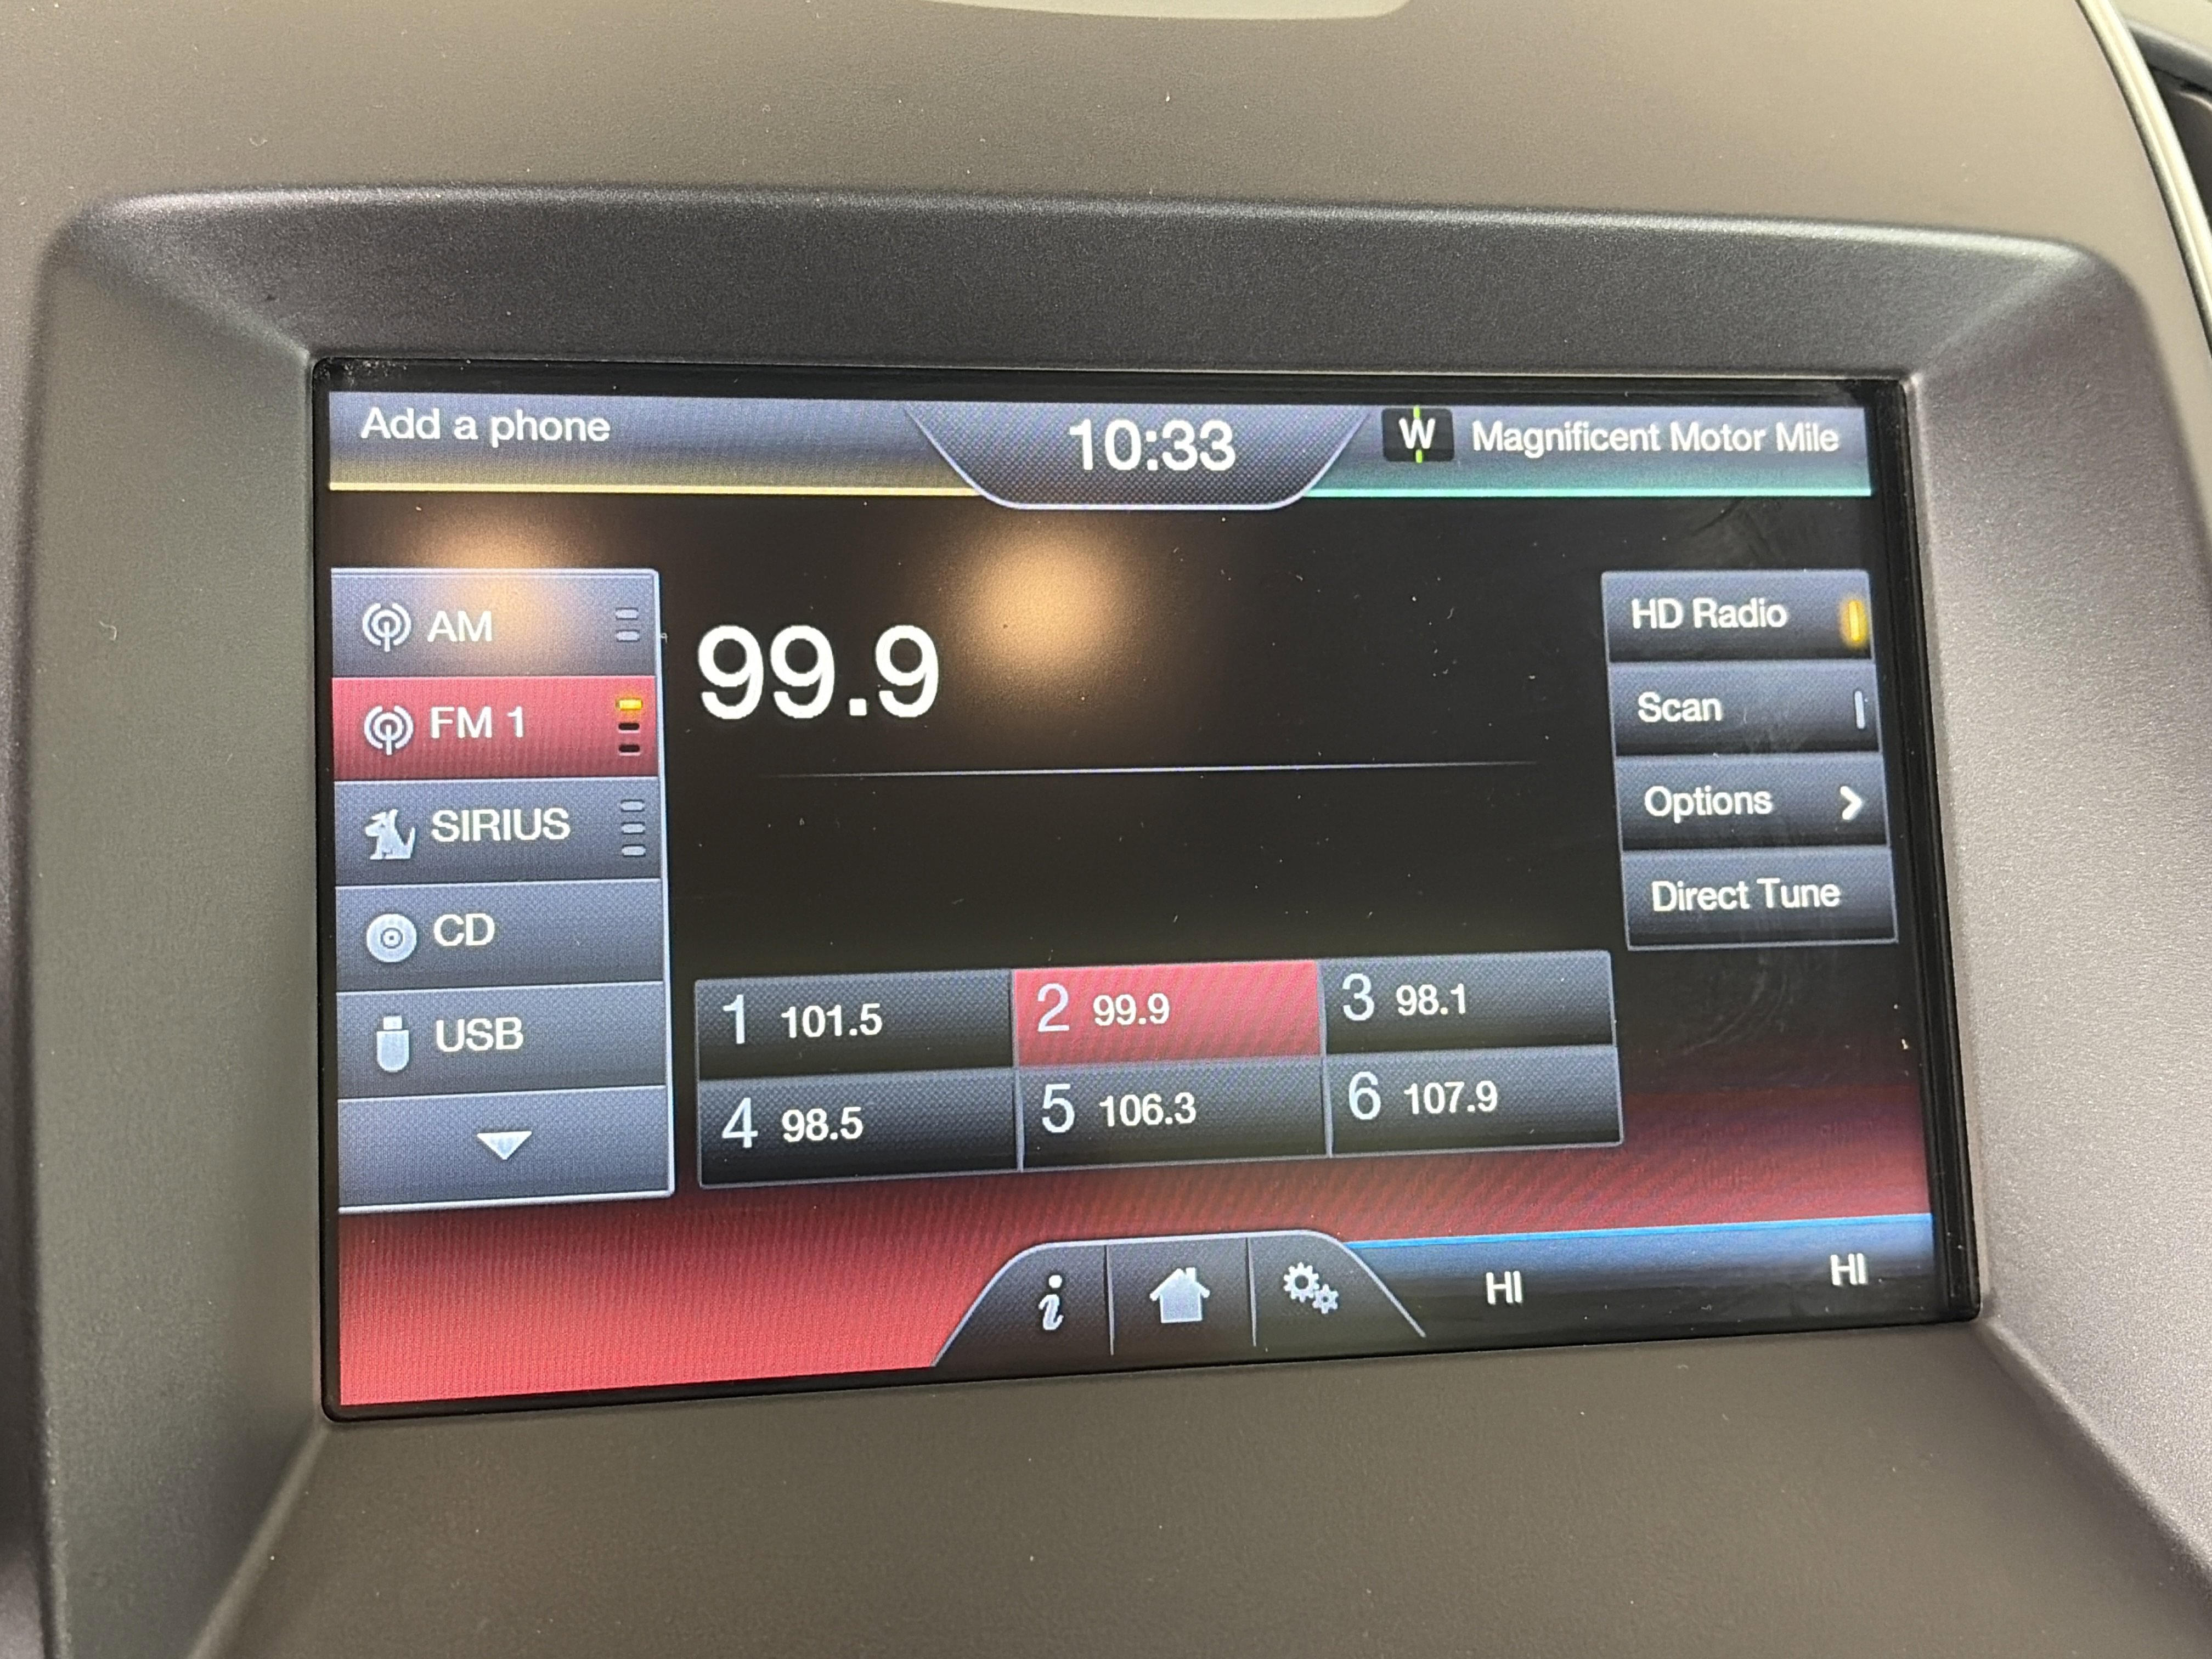 Add a phone
10:33
W Magnificent Motor Mile
AM
FM 1
SIRIUS
CD
USB
99.9
HD Radio
Scan
Options
Direct Tune
1 101.5
2 99.9
3 98.1
4 98.5
5 106.3
6 107.9
i
HI
HI